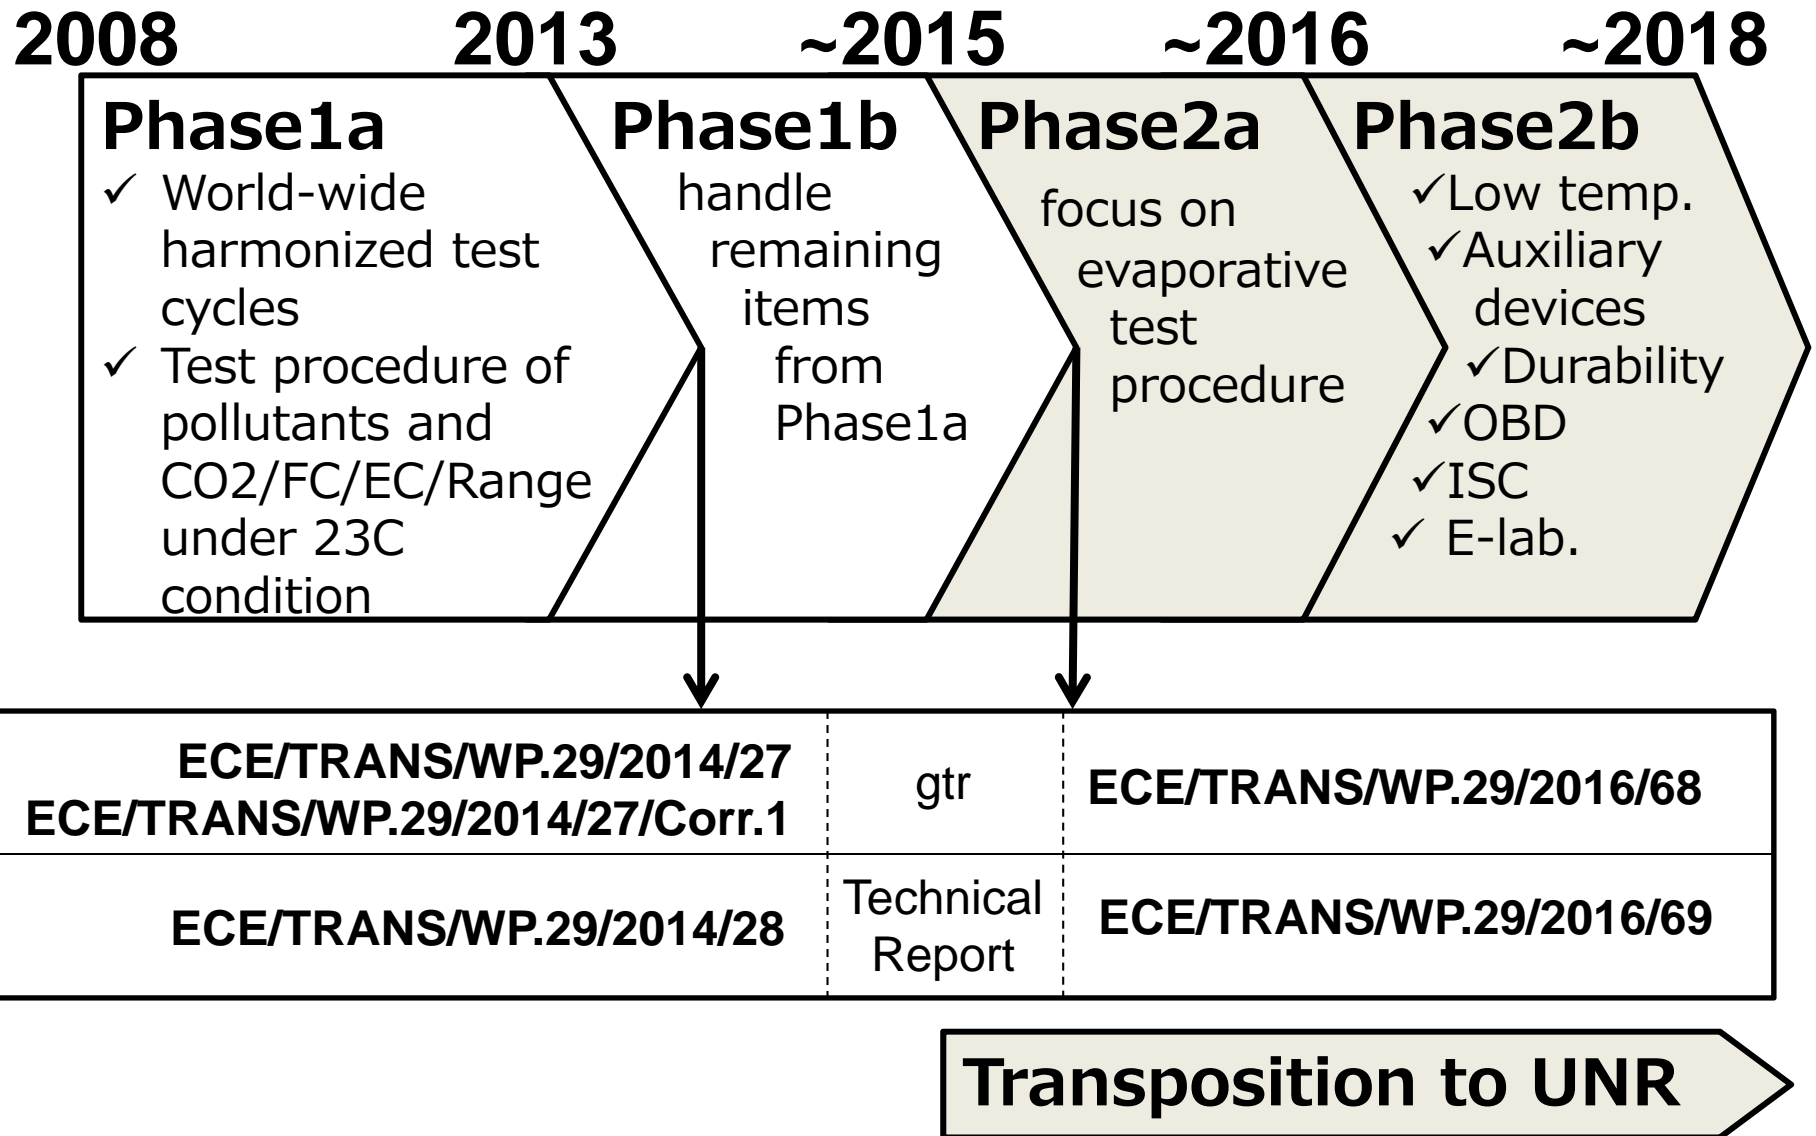 2008 2013 ~2015 ~2016 ~2018
Phase1a
✓ World-wide
harmonized test
cycles
✓ Test procedure of
pollutants and
CO2/FC/EC/Range
under 23C
condition
Phase1b
handle
remaining
items
from
Phase1a
Phase2a
focus on
evaporative
test
procedure
Phase2b
✓Low temp.
✓Auxiliary
devices
✓Durability
✓OBD
✓ISC
✓ E-lab.
ECE/TRANS/WP.29/2014/27
ECE/TRANS/WP.29/2014/27/Corr.1
gtr
ECE/TRANS/WP.29/2016/68
ECE/TRANS/WP.29/2014/28
Technical
Report
ECE/TRANS/WP.29/2016/69
Transposition to UNR